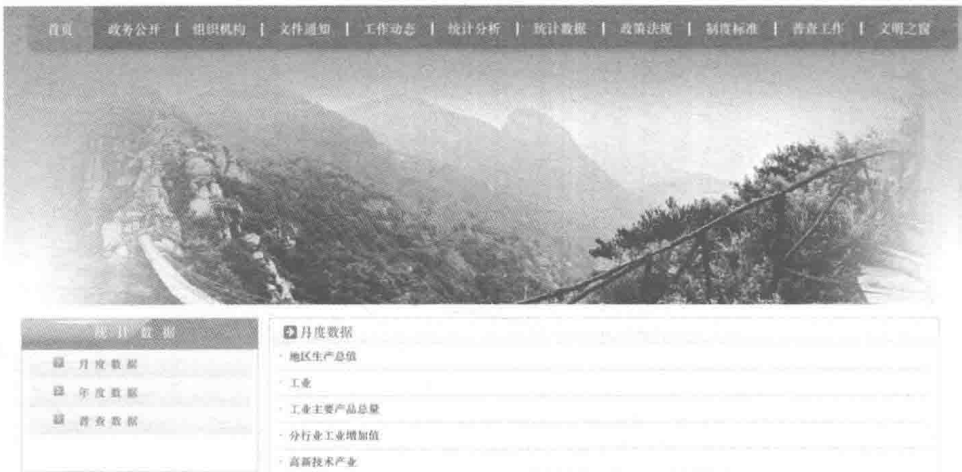 首页 政务公开 | 组织机构 | 文件通知 | 工作动态 | 统计分析 | 统计数据 | 政策法规 | 制度标准 | 普查工作 | 文明之窗
统计数据
月度数据
年度数据
普查数据
月度数据
· 地区生产总值
· 工业
· 工业主要产品总量
· 分行业工业增加值
· 高新技术产业